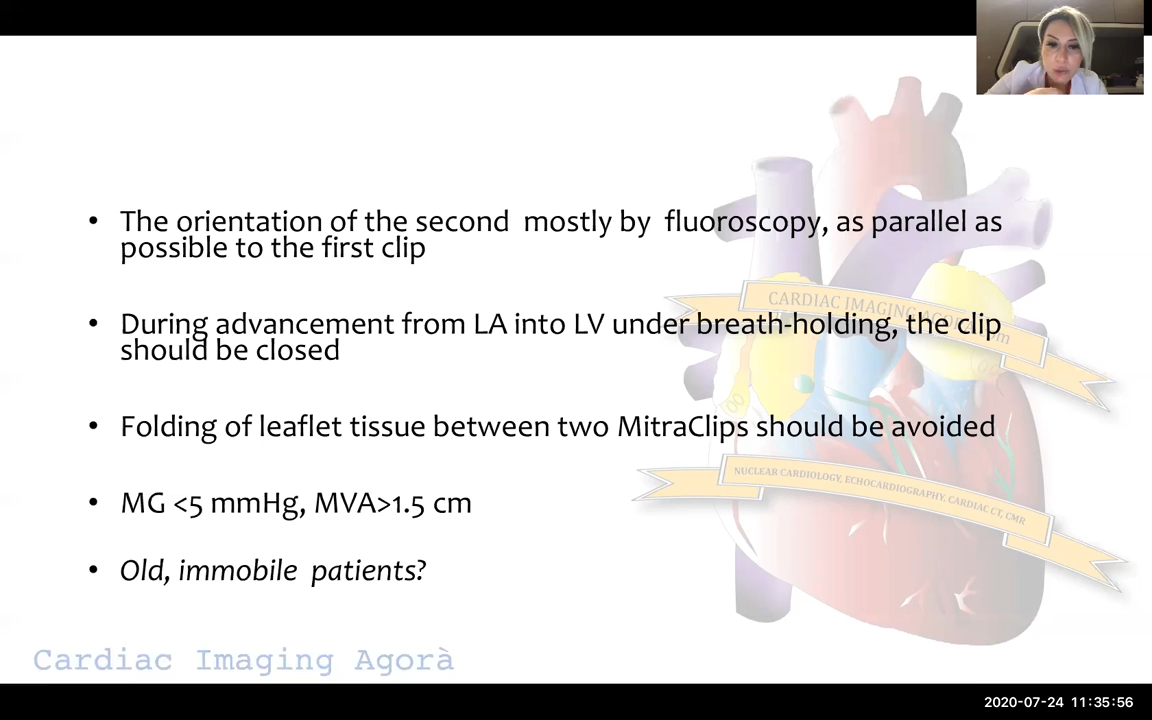 • The orientation of the second  mostly by  fluoroscopy, as parallel as
possible to the first clip
• During advancement from LA into LV under breath-holding, the clip
should be closed
• Folding of leaflet tissue between two MitraClips should be avoided
• MG <5 mmHg, MVA>1.5 cm
• Old, immobile  patients?
CARDIAC IMAGING
NUCLEAR CARDIOLOGY, ECHOCARDIOGRAPHY, CARDIAC CT, CMR
Cardiac Imaging Agorà
2020-07-24 11:35:56